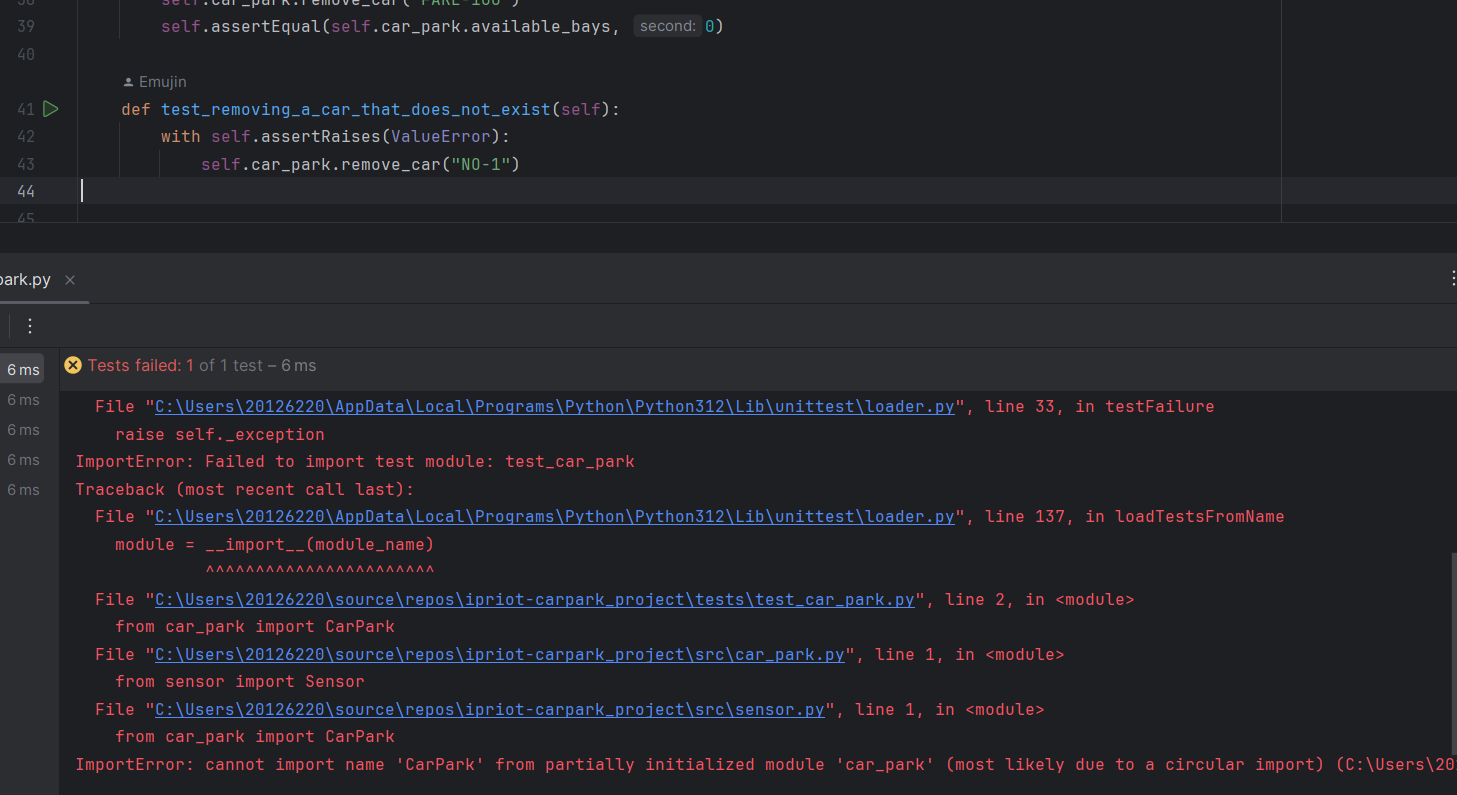 38 self.car_park.remove_car("FAKE-100")
39 self.assertEqual(self.car_park.available_bays, second: 0)
40
Emujin
41 def test_removing_a_car_that_does_not_exist(self):
42 with self.assertRaises(ValueError):
43 self.car_park.remove_car("NO-1")
44
45
park.py
6 ms
Tests failed: 1 of 1 test – 6 ms
6 ms
6 ms
6 ms
6 ms
File "C:\Users\20126220\AppData\Local\Programs\Python\Python312\Lib\unittest\loader.py", line 33, in testFailure
raise self._exception
ImportError: Failed to import test module: test_car_park
Traceback (most recent call last):
File "C:\Users\20126220\AppData\Local\Programs\Python\Python312\Lib\unittest\loader.py", line 137, in loadTestsFromName
module = __import__(module_name)
^^^^^^^^^^^^^^^^^^^^^^^
File "C:\Users\20126220\source\repos\ipriot-carpark_project\tests\test_car_park.py", line 2, in <module>
from car_park import CarPark
File "C:\Users\20126220\source\repos\ipriot-carpark_project\src\car_park.py", line 1, in <module>
from sensor import Sensor
File "C:\Users\20126220\source\repos\ipriot-carpark_project\src\sensor.py", line 1, in <module>
from car_park import CarPark
ImportError: cannot import name 'CarPark' from partially initialized module 'car_park' (most likely due to a circular import) (C:\Users\20